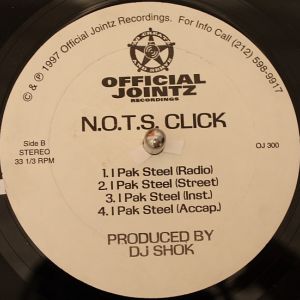 © & ℗ 1997 Official Jointz Recordings. For Info Call (212) 598-9917
OFFICIAL
JOINTZ
RECORDINGS
N.O.T.S. CLICK
Side B
STEREO
33 1/3 RPM
OJ 300
1. I Pak Steel (Radio)
2. I Pak Steel (Street)
3. I Pak Steel (Inst.)
4. I Pak Steel (Accap.)
PRODUCED BY
DJ SHOK